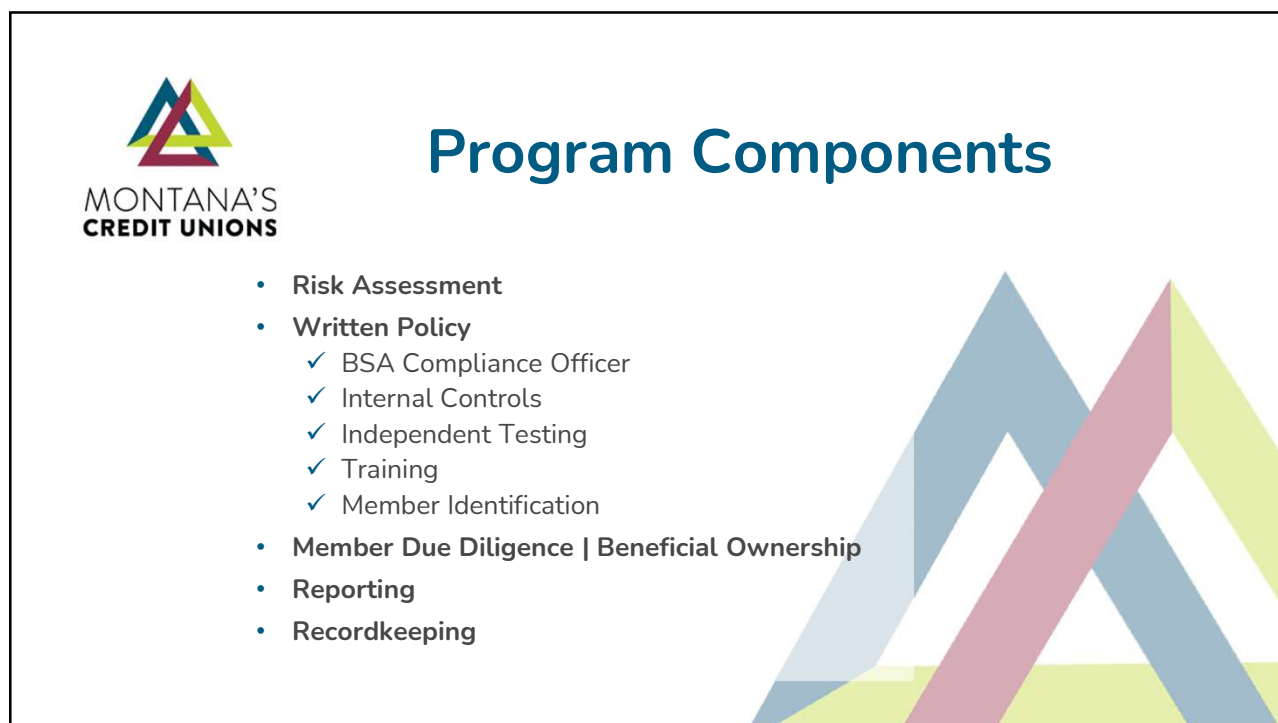 MONTANA'S
CREDIT UNIONS
Program Components
• Risk Assessment
• Written Policy
✓ BSA Compliance Officer
✓ Internal Controls
✓ Independent Testing
✓ Training
✓ Member Identification
• Member Due Diligence | Beneficial Ownership
• Reporting
• Recordkeeping